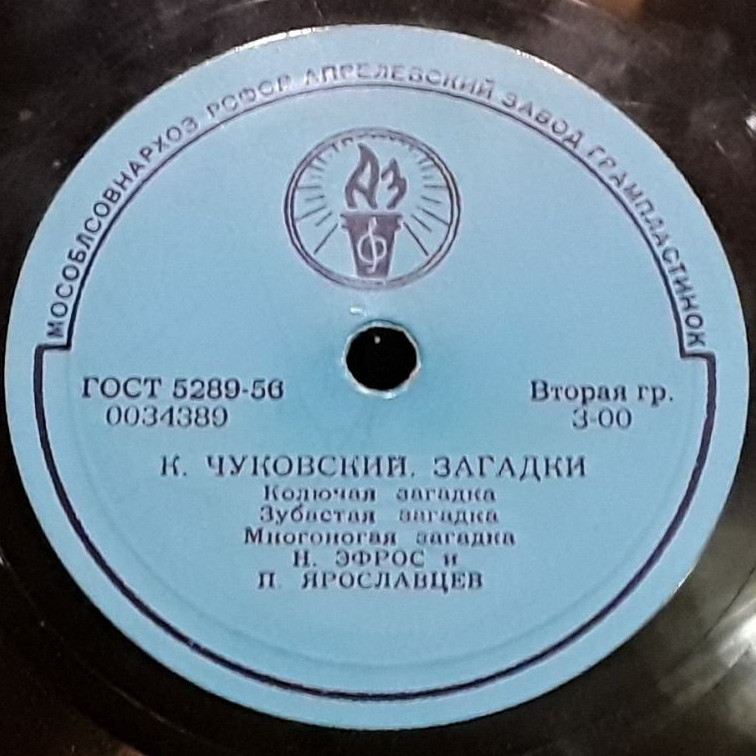 МОСОБЛСОВНАРХОЗ РСФСР АПРЕЛЕВСКИЙ ЗАВОД ГРАМПЛАСТИНОК
АЗ
ГОСТ 5289-56
Вторая гр.
0034389
3-00
К. ЧУКОВСКИЙ. ЗАГАДКИ
Колючая загадка
Зубастая загадка
Многоногая загадка
Н. ЭФРОС и
П. ЯРОСЛАВЦЕВ